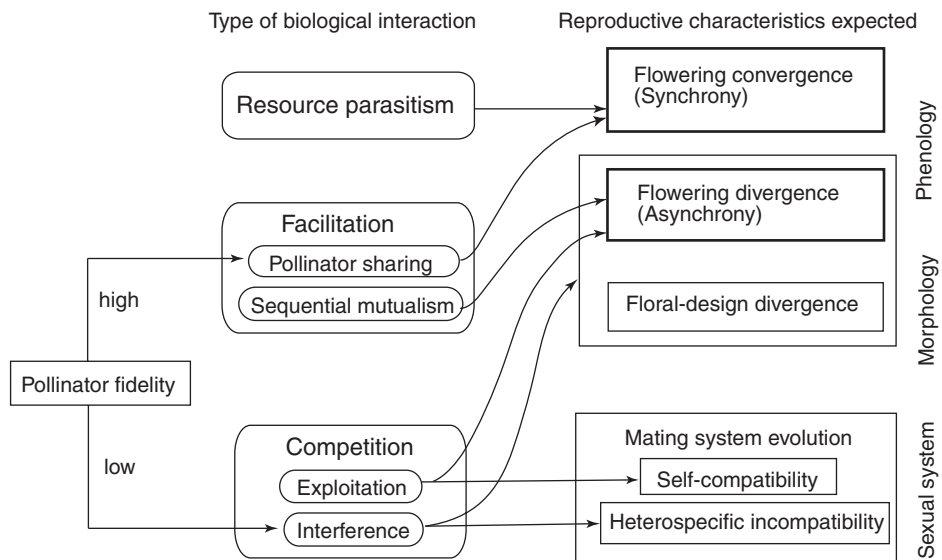 Type of biological interaction
Reproductive characteristics expected
Resource parasitism
Flowering convergence
(Synchrony)
Phenology
Facilitation
Pollinator sharing
Sequential mutualism
Flowering divergence
(Asynchrony)
Floral-design divergence
Morphology
high
Pollinator fidelity
low
Competition
Exploitation
Interference
Mating system evolution
Self-compatibility
Heterospecific incompatibility
Sexual system